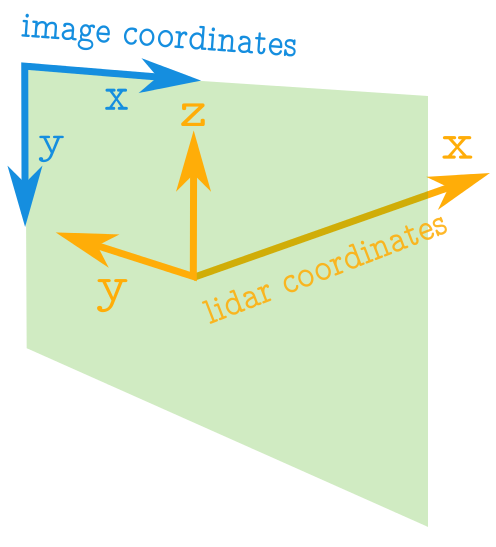 image coordinates
x
y
z
x
y
lidar coordinates